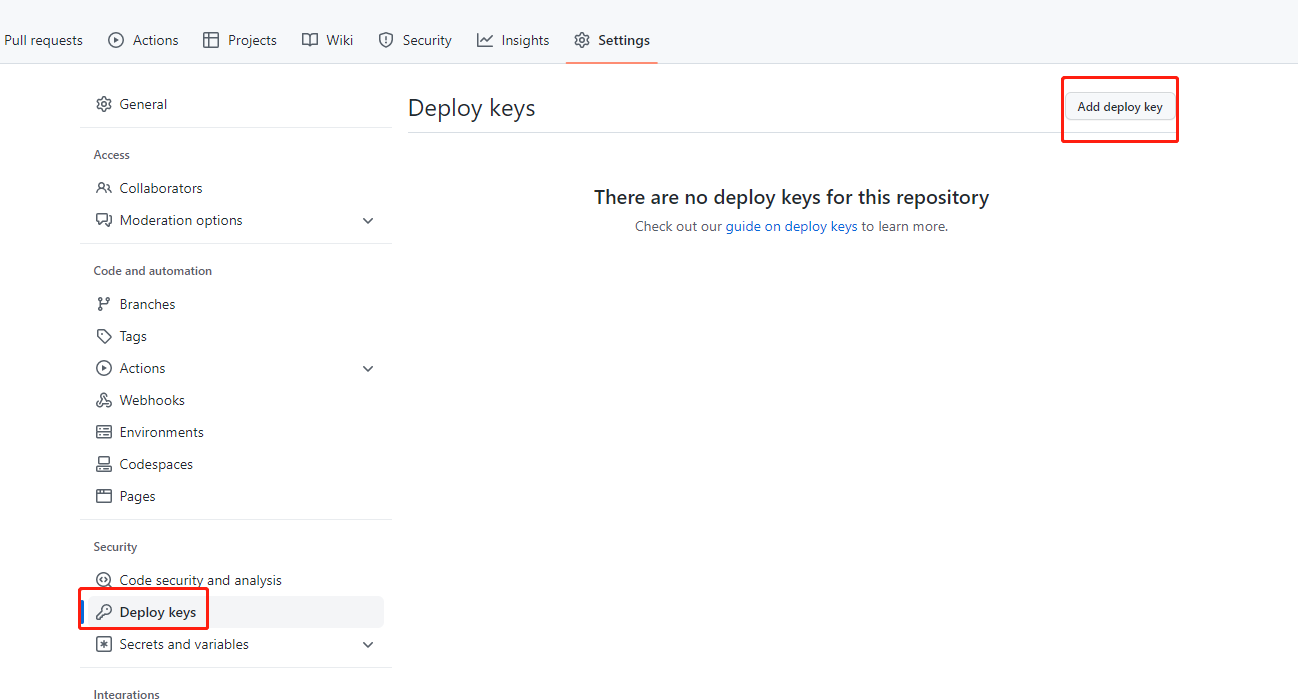 Pull requests Actions Projects Wiki Security Insights Settings
General
Access
Collaborators
Moderation options
Code and automation
Branches
Tags
Actions
Webhooks
Environments
Codespaces
Pages
Security
Code security and analysis
Deploy keys
Secrets and variables
Integrations
Deploy keys
Add deploy key
There are no deploy keys for this repository
Check out our guide on deploy keys to learn more.